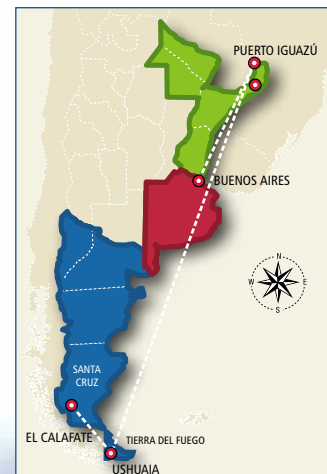 PUERTO IGUAZÚ
BUENOS AIRES
N
W E
S
SANTA
CRUZ
EL CALAFATE
TIERRA DEL FUEGO
USHUAIA